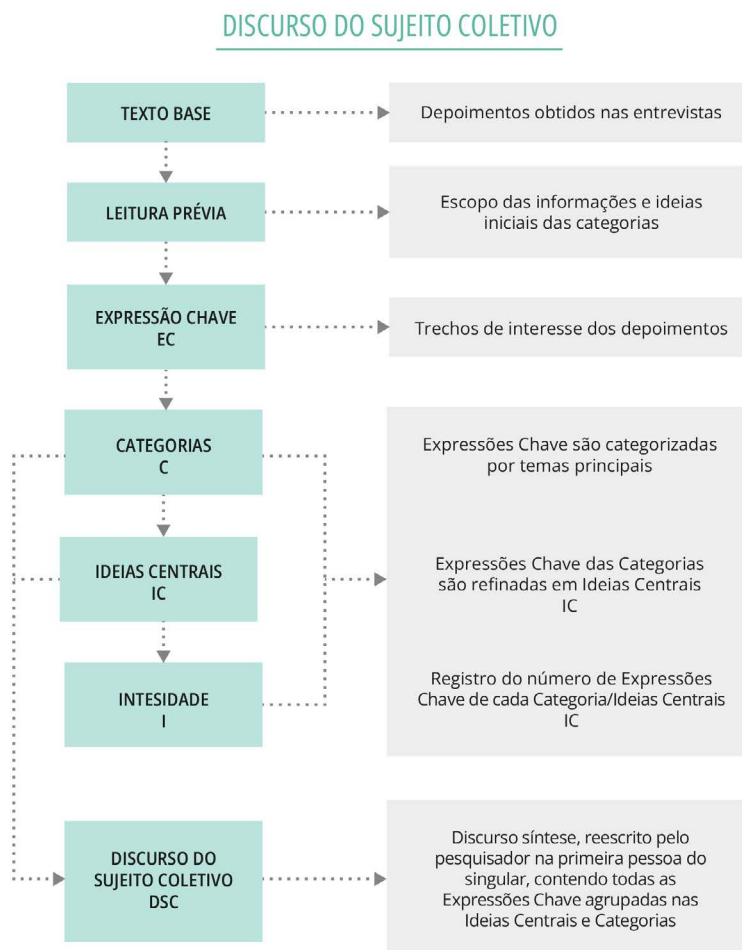 DISCURSO DO SUJEITO COLETIVO
TEXTO BASE
Depoimentos obtidos nas entrevistas
LEITURA PRÉVIA
Escopo das informações e ideias
iniciais das categorias
EXPRESSÃO CHAVE
EC
Trechos de interesse dos depoimentos
CATEGORIAS
C
Expressões Chave são categorizadas
por temas principais
IDEIAS CENTRAIS
IC
Expressões Chave das Categorias
são refinadas em Ideias Centrais
IC
INTESIDADE
I
Registro do número de Expressões
Chave de cada Categoria/Ideias Centrais
IC
DISCURSO DO
SUJEITO COLETIVO
DSC
Discurso síntese, reescrito pelo
pesquisador na primeira pessoa do
singular, contendo todas as
Expressões Chave agrupadas nas
Ideias Centrais e Categorias